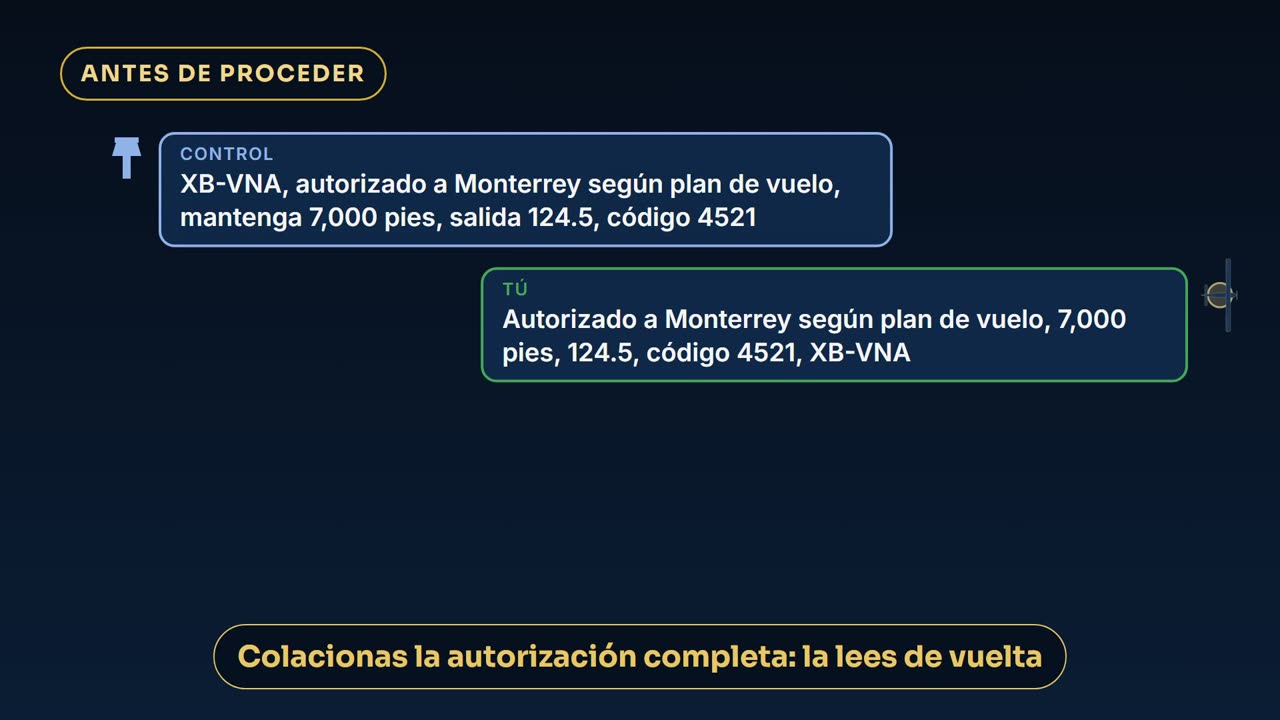 ANTES DE PROCEDER
CONTROL
XB-VNA, autorizado a Monterrey según plan de vuelo,
mantenga 7,000 pies, salida 124.5, código 4521
TÚ
Autorizado a Monterrey según plan de vuelo, 7,000
pies, 124.5, código 4521, XB-VNA
Colacionas la autorización completa: la lees de vuelta